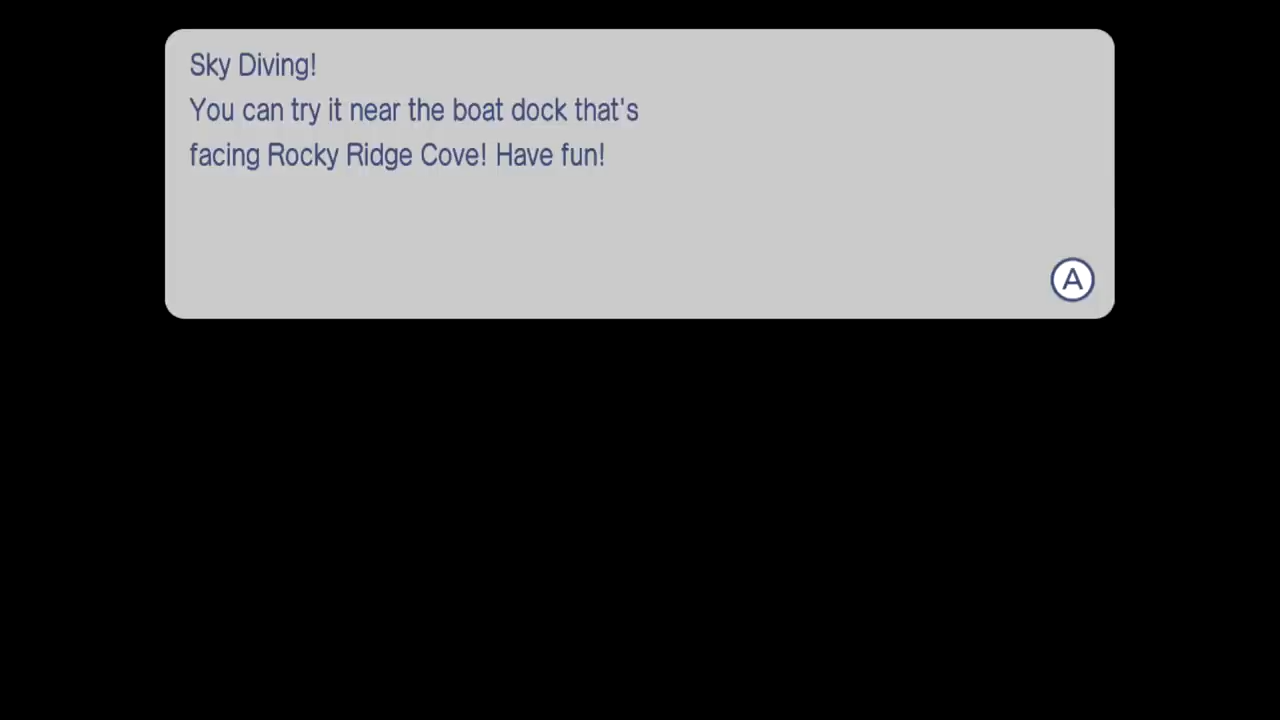 Sky Diving!
You can try it near the boat dock that's
facing Rocky Ridge Cove! Have fun!
A